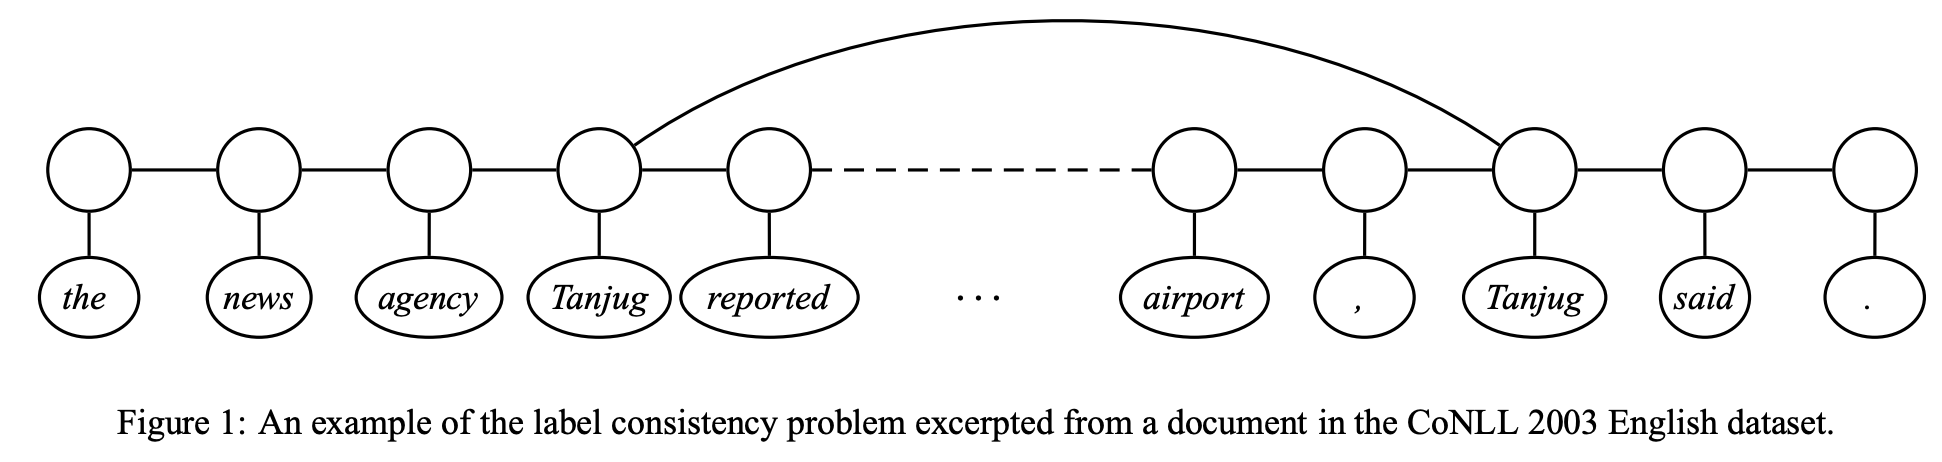 the news agency Tanjug reported ... airport , Tanjug said .
Figure 1: An example of the label consistency problem excerpted from a document in the CoNLL 2003 English dataset.